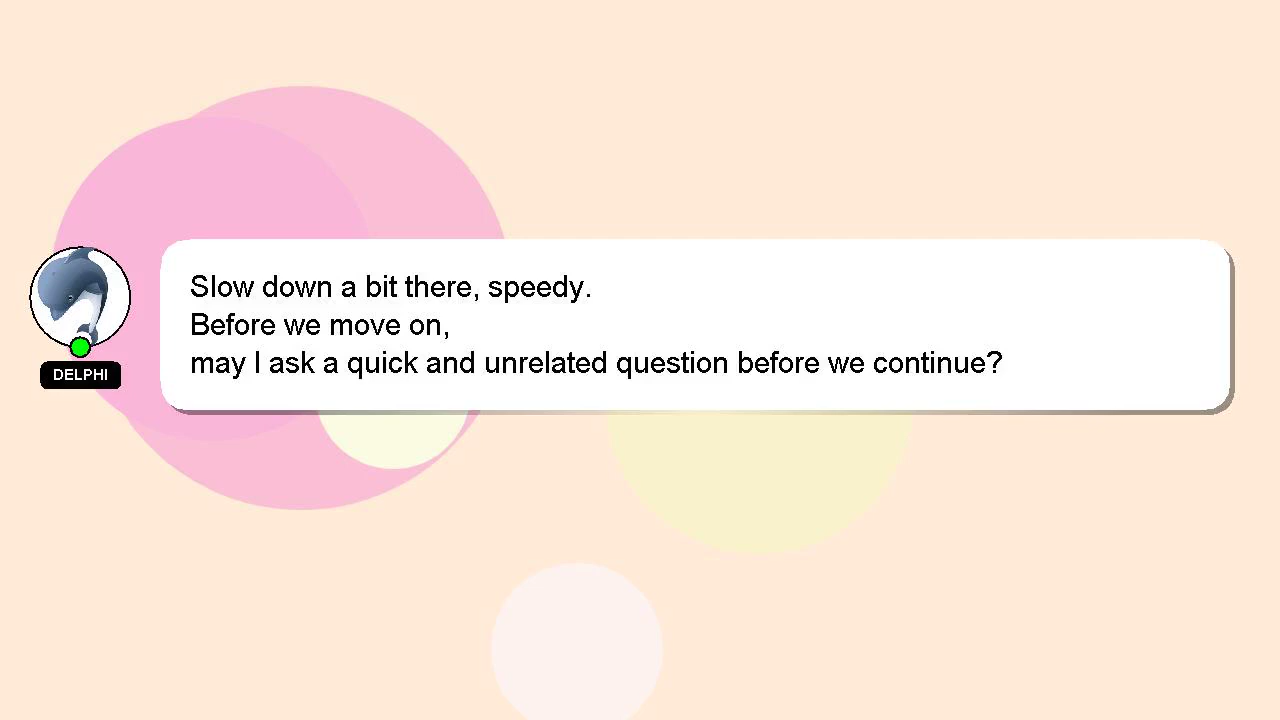 Slow down a bit there, speedy.
Before we move on,
may I ask a quick and unrelated question before we continue?
DELPHI